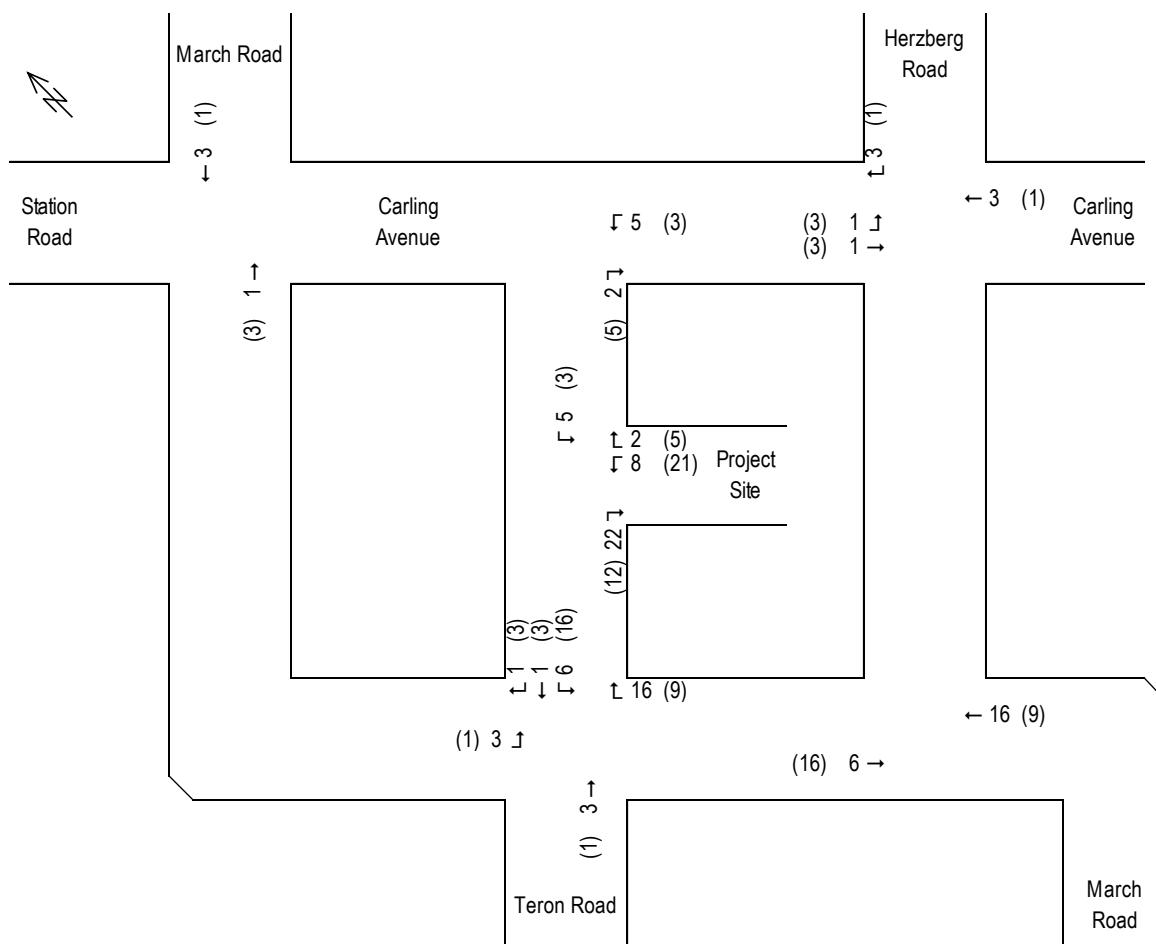 March Road
Herzberg
Road
3 (1)
3 (1)
Station
Road
Carling
Avenue
5 (3)
(3) 1
(3) 1
3 (1)
Carling
Avenue
(3) 1
(5) 2
5 (3)
2 (5)
8 (21)
Project
Site
(12) 22
1 (3)
1 (3)
6 (16)
16 (9)
16 (9)
(1) 3
(16) 6
(1) 3
Teron Road
March
Road